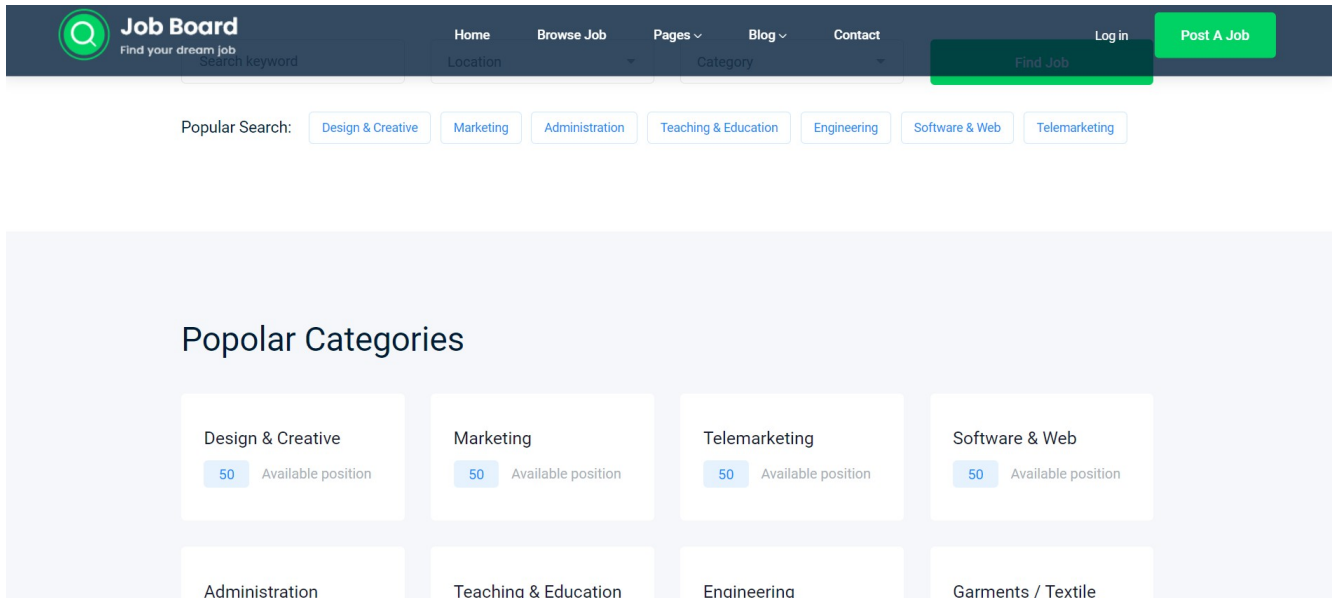 Job Board
Find your dream job
Home Browse Job Pages Blog Contact Log in Post A Job
Search keyword Location Category Find Job
Popular Search: Design & Creative Marketing Administration Teaching & Education Engineering Software & Web Telemarketing
Popolar Categories
Design & Creative Marketing Telemarketing Software & Web
50 Available position 50 Available position 50 Available position 50 Available position
Administration Teaching & Education Engineering Garments / Textile